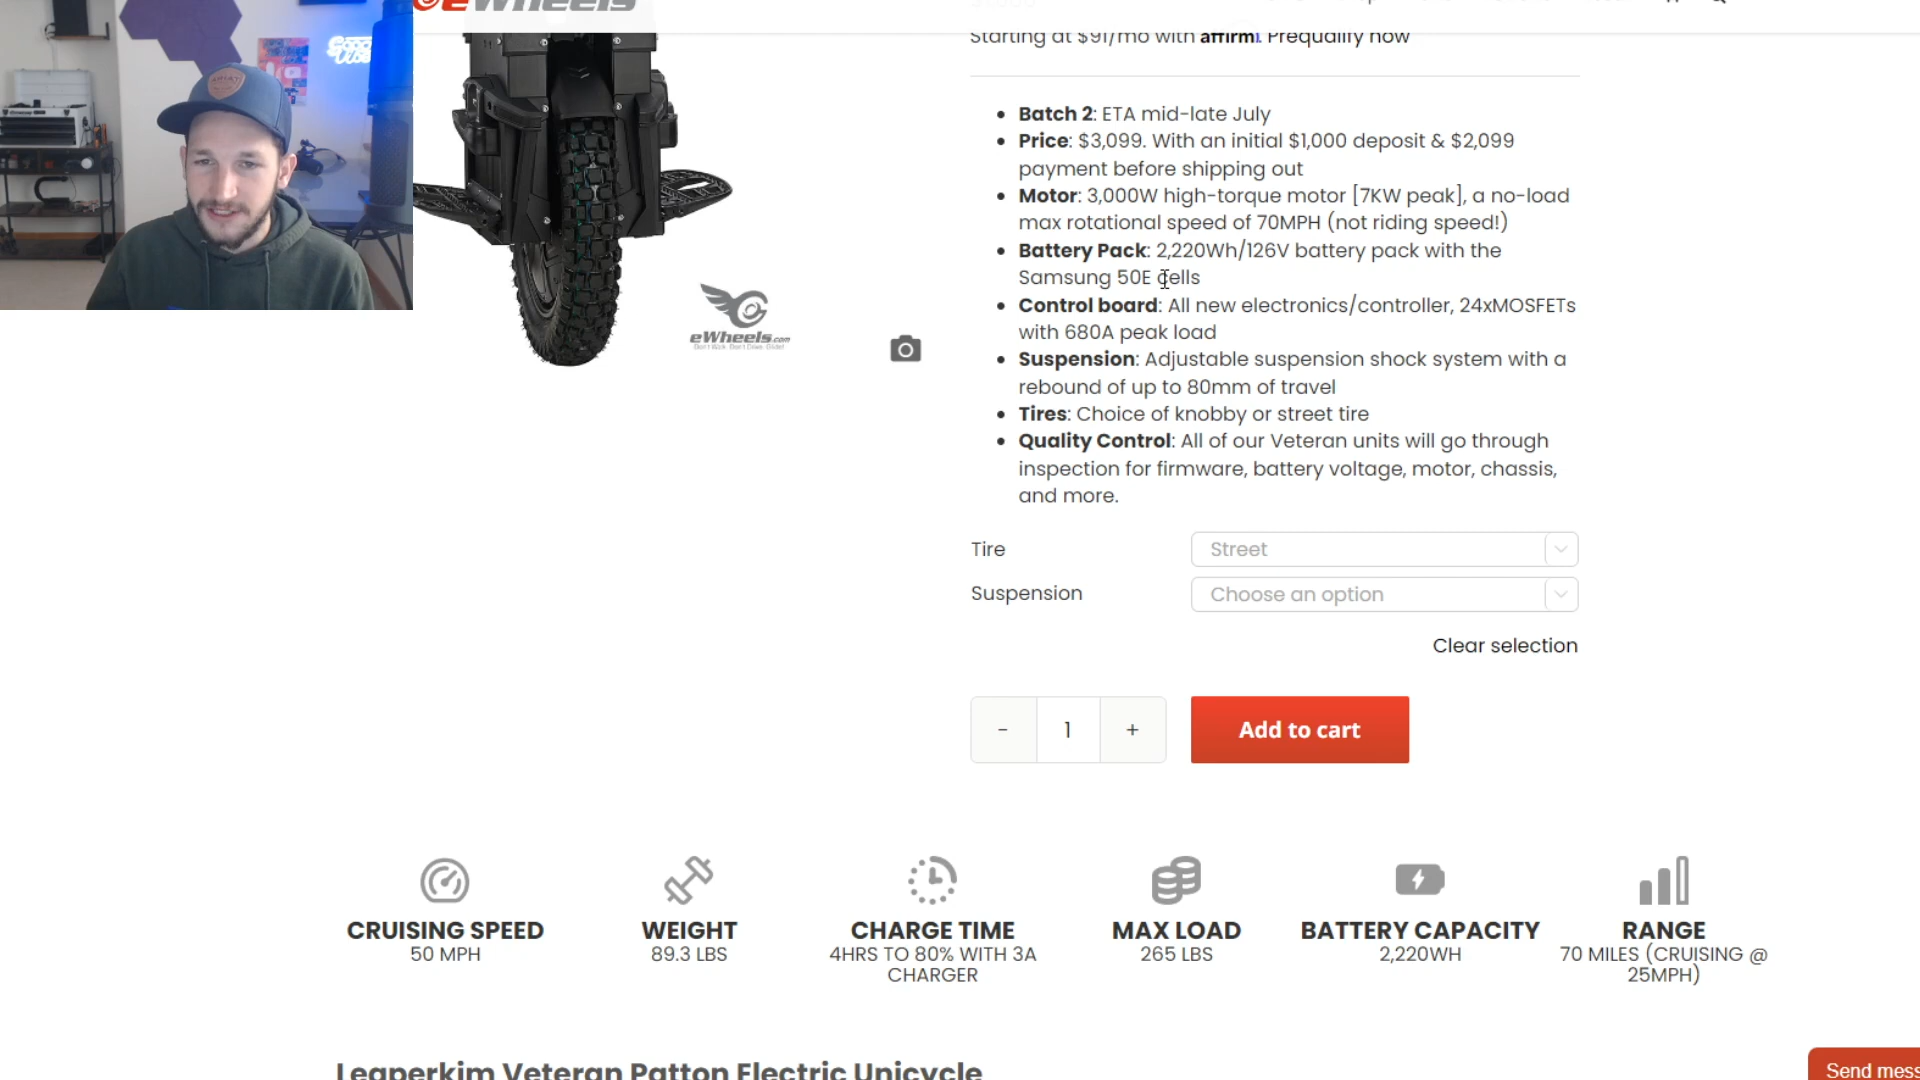 eWheels
Starting at $91/mo with affirm. Prequalify now
Batch 2: ETA mid-late July
Price: $3,099. With an initial $1,000 deposit & $2,099
payment before shipping out
Motor: 3,000W high-torque motor [7KW peak], a no-load
max rotational speed of 70MPH (not riding speed!)
Battery Pack: 2,220Wh/126V battery pack with the
Samsung 50E cells
Control board: All new electronics/controller, 24xMOSFETs
with 680A peak load
Suspension: Adjustable suspension shock system with a
rebound of up to 80mm of travel
Tires: Choice of knobby or street tire
Quality Control: All of our Veteran units will go through
inspection for firmware, battery voltage, motor, chassis,
and more.
eWheels.com
Don't Walk. Don't Drive. Glide!
Tire
Street
Suspension
Choose an option
Clear selection
-
1
+
Add to cart
CRUISING SPEED
50 MPH
WEIGHT
89.3 LBS
CHARGE TIME
4HRS TO 80% WITH 3A
CHARGER
MAX LOAD
265 LBS
BATTERY CAPACITY
2,220WH
RANGE
70 MILES (CRUISING @
25MPH)
Leaperkim Veteran Patton Electric Unicycle
Send mess
ARIAT